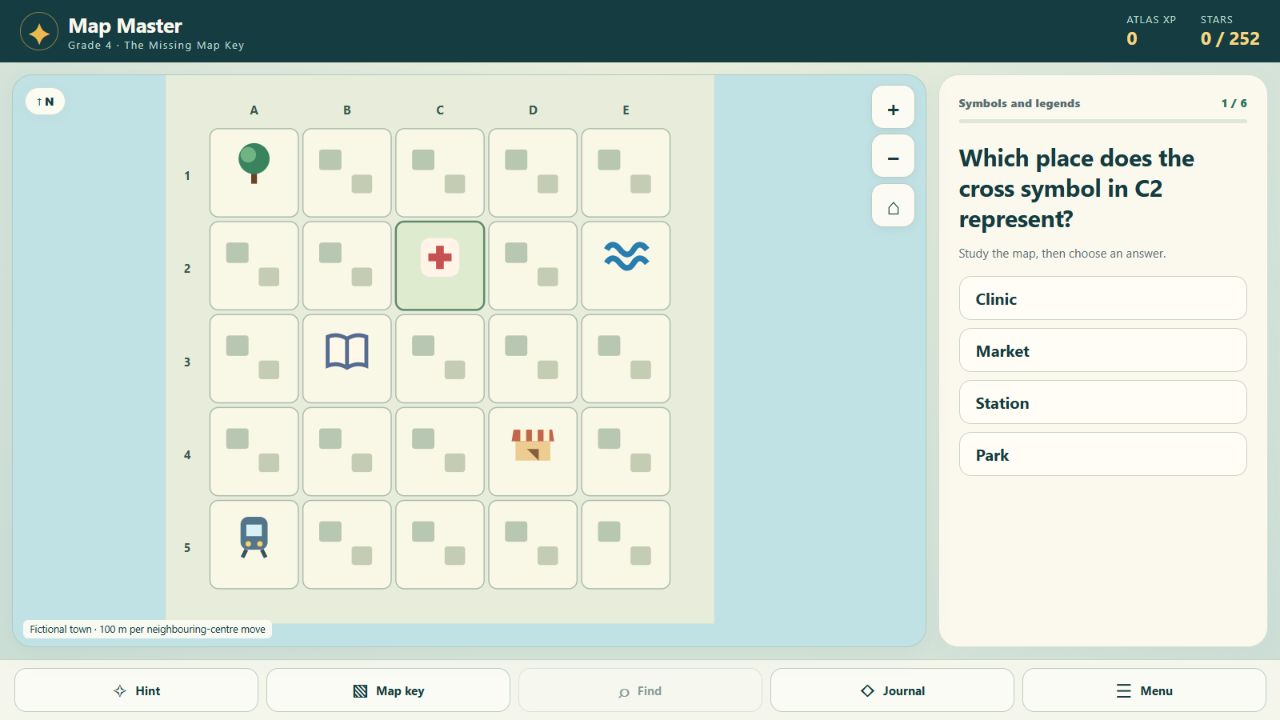 Map Master
Grade 4 · The Missing Map Key
ATLAS XP
0
STARS
0 / 252
↑ N
A B C D E
1
2
3
4
5
+
−
Fictional town · 100 m per neighbouring-centre move
Symbols and legends
1 / 6
Which place does the
cross symbol in C2
represent?
Study the map, then choose an answer.
Clinic
Market
Station
Park
Hint
Map key
Find
Journal
Menu